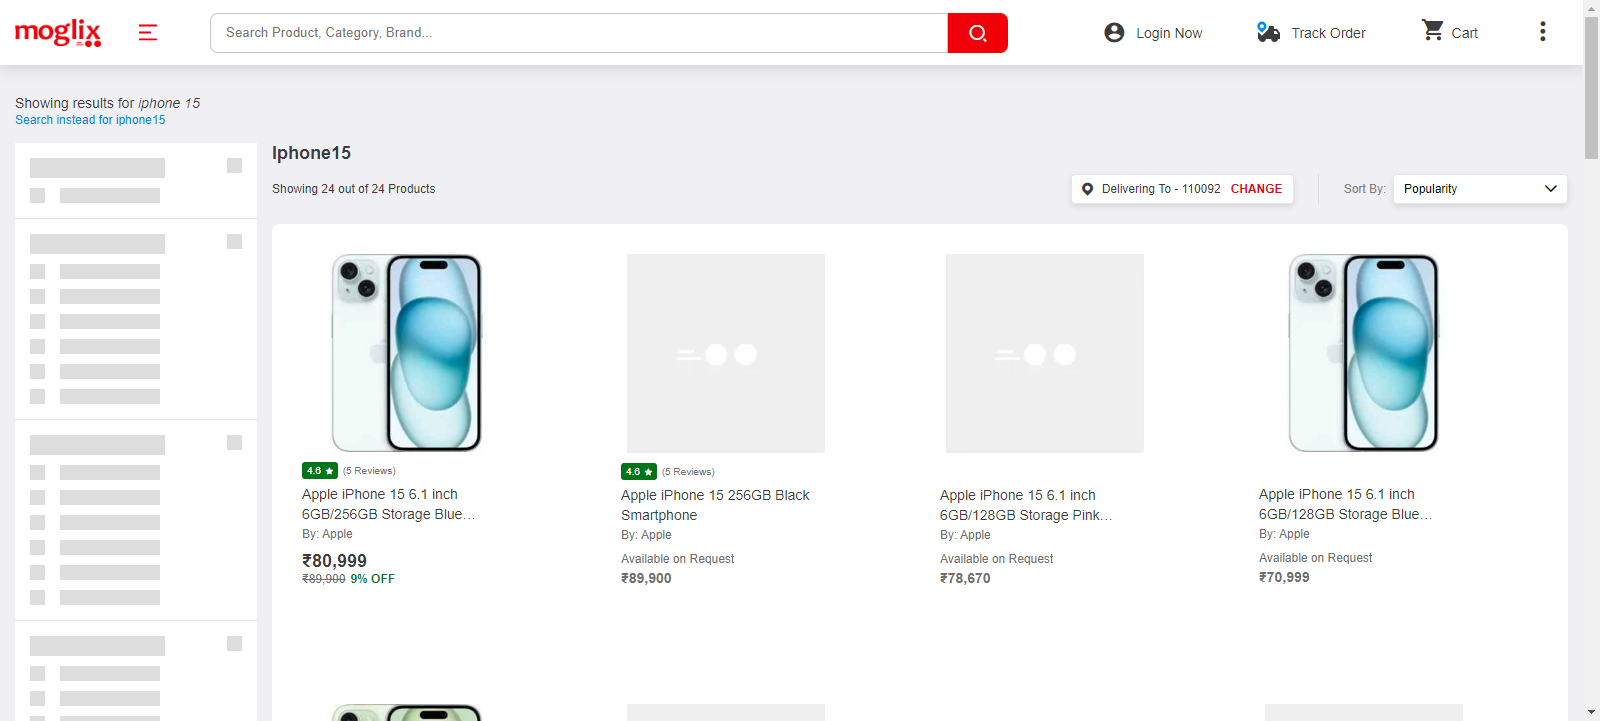 moglix
Search Product, Category, Brand...
Login Now
Track Order
Cart
Showing results for iphone 15
Search instead for iphone15
Iphone15
Showing 24 out of 24 Products
Delivering To - 110092 CHANGE
Sort By:
Popularity
4.6 ★ (5 Reviews)
Apple iPhone 15 6.1 inch
6GB/256GB Storage Blue…
By: Apple
₹80,999
₹89,900 9% OFF
4.6 ★ (5 Reviews)
Apple iPhone 15 256GB Black
Smartphone
By: Apple
Available on Request
₹89,900
Apple iPhone 15 6.1 inch
6GB/128GB Storage Pink…
By: Apple
Available on Request
₹78,670
Apple iPhone 15 6.1 inch
6GB/128GB Storage Blue…
By: Apple
Available on Request
₹70,999